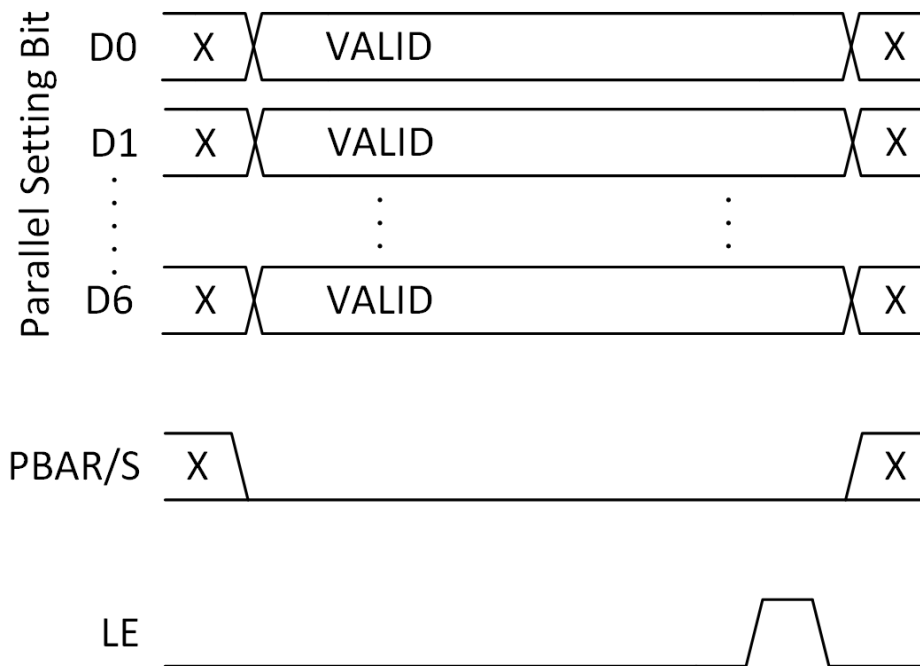 Parallel Setting Bit
D0 X VALID X
D1 X VALID X
D6 X VALID X
PBAR/S X X
LE